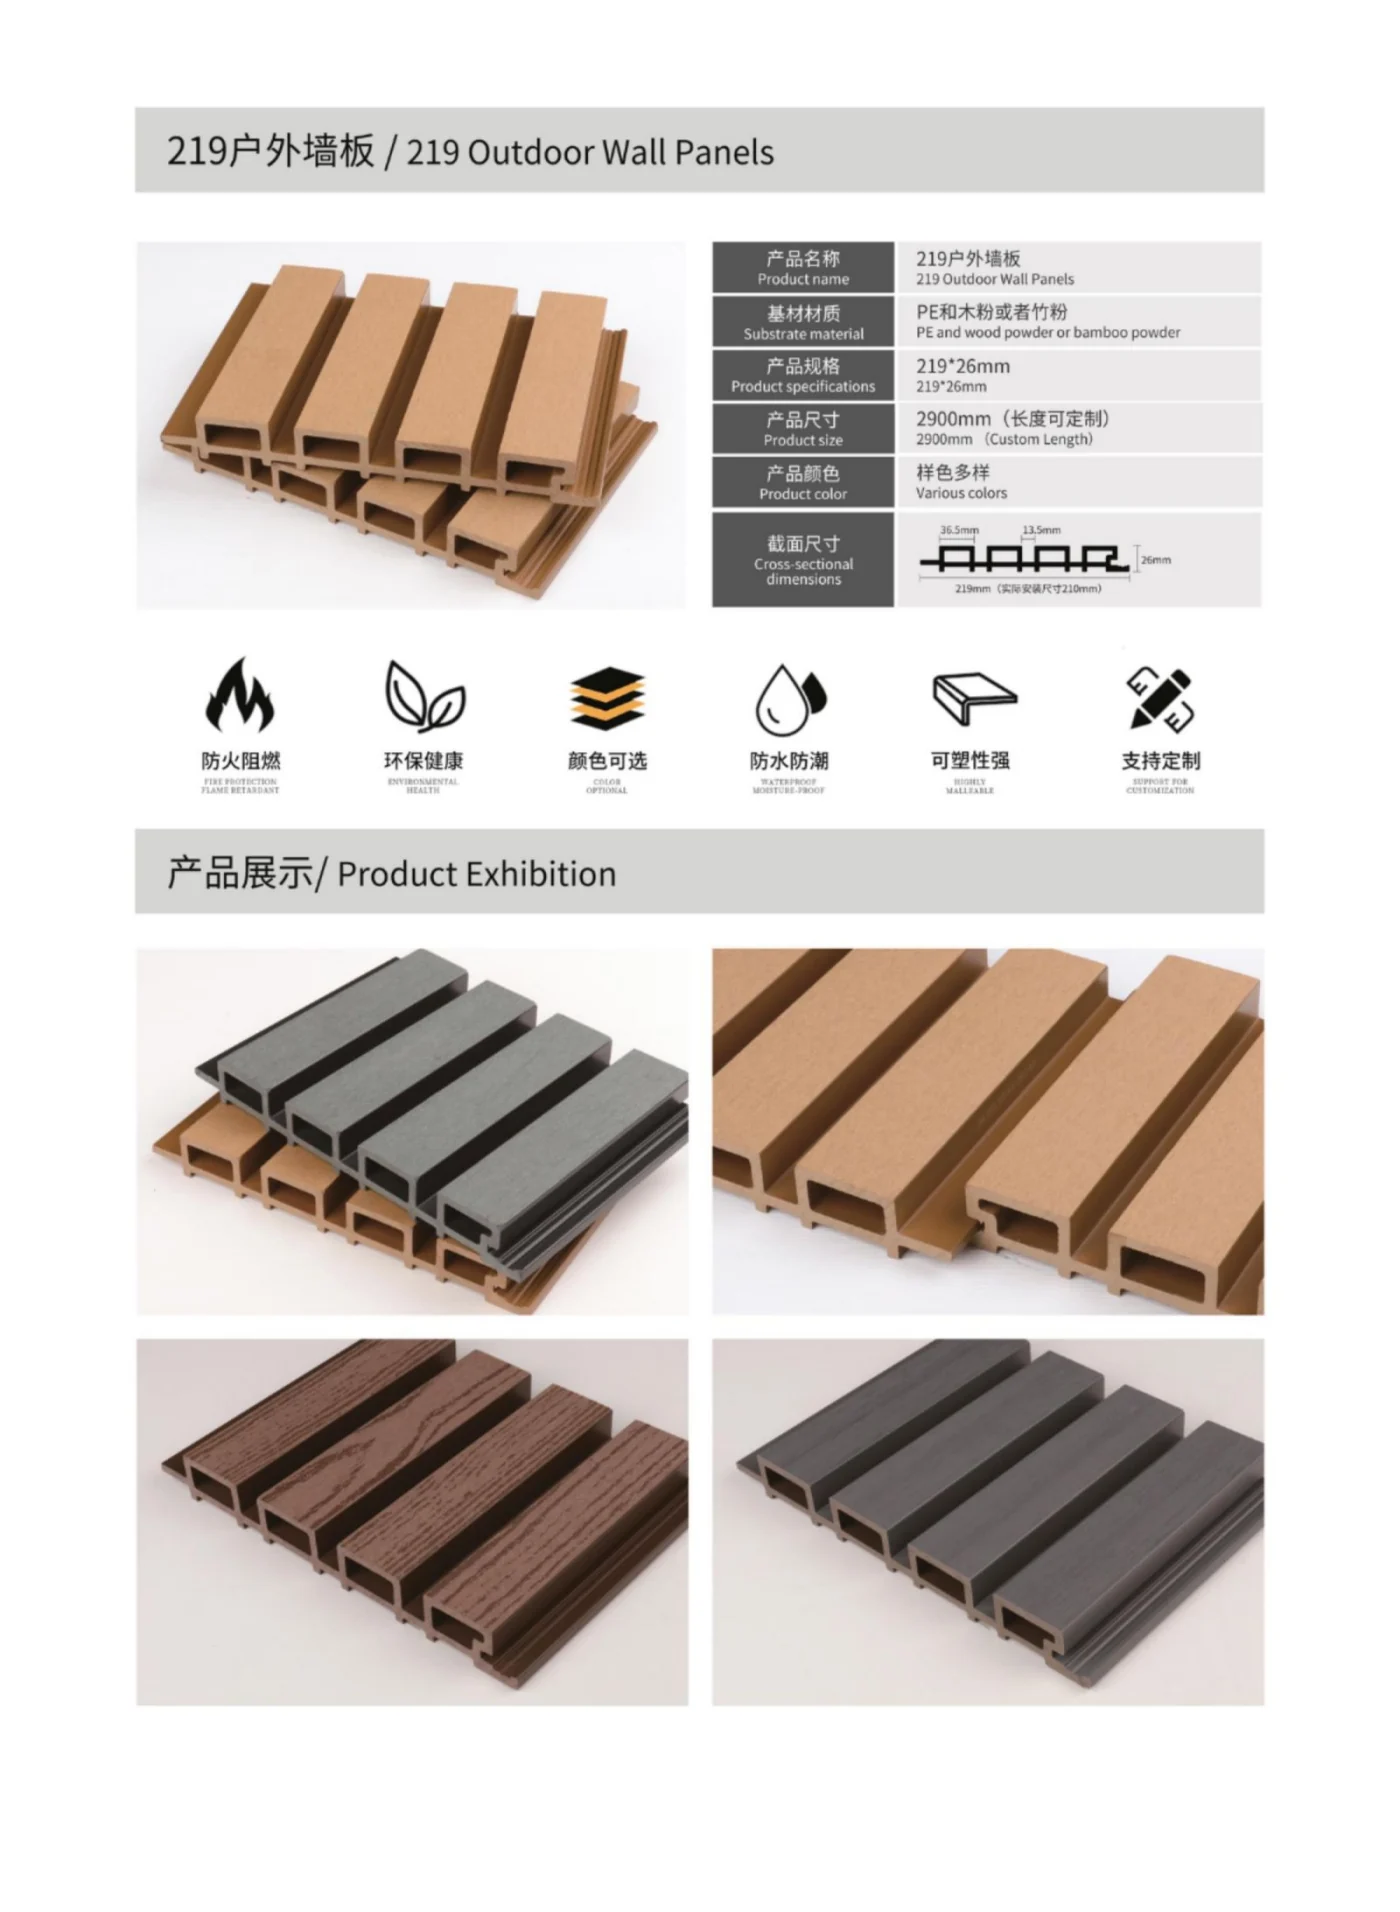 219户外墙板 / 219 Outdoor Wall Panels
产品名称
Product name
219户外墙板
219 Outdoor Wall Panels
基材材质
Substrate material
PE和木粉或者竹粉
PE and wood powder or bamboo powder
产品规格
Product specifications
219*26mm
219*26mm
产品尺寸
Product size
2900mm（长度可定制）
2900mm （Custom Length）
产品颜色
Product color
样色多样
Various colors
截面尺寸
Cross-sectional
dimensions
36.5mm
13.5mm
26mm
219mm（实际安装尺寸210mm）
防火阻燃
FIRE PROTECTION
FLAME RETARDANT
环保健康
ENVIRONMENTAL
HEALTH
颜色可选
COLOR
OPTIONAL
防水防潮
WATERPROOF
MOISTURE-PROOF
可塑性强
HIGHLY
MALLEABLE
支持定制
SUPPORT FOR
CUSTOMIZATION
产品展示/ Product Exhibition